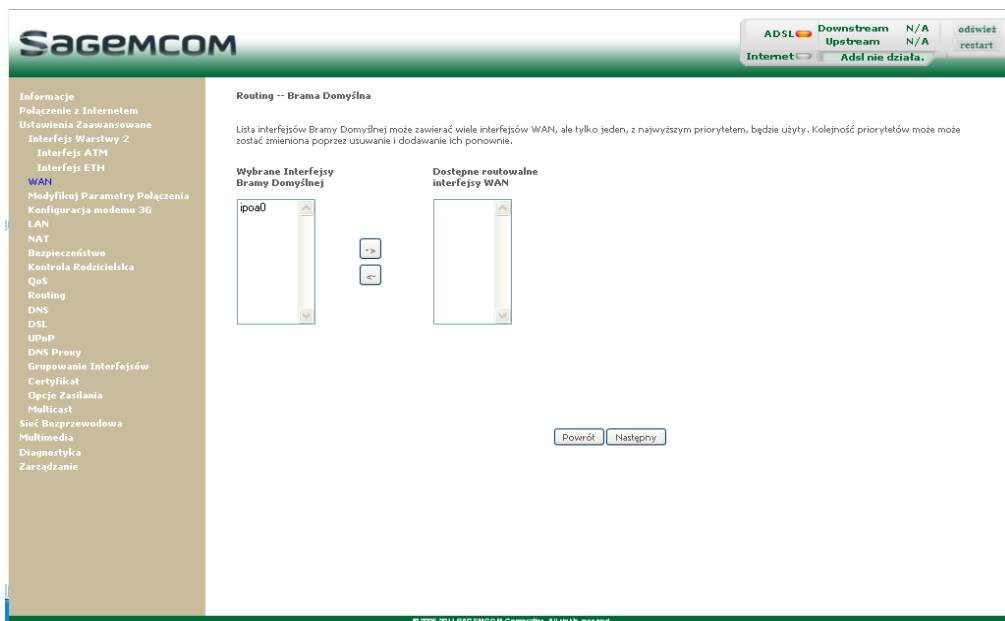 Sagemcom
ADSL Downstream N/A
Upstream N/A
Internet Adsl nie działa.
odśwież
restart
Informacje
Połączenie z Internetem
Ustawienia Zaawansowane
Interfejs Warstwy 2
Interfejs ATM
Interfejs ETH
WAN
Modyfikuj Parametry Połączenia
Konfiguracja modemu 3G
LAN
NAT
Bezpieczeństwo
Kontrola Rodzicielska
QoS
Routing
DNS
DSL
UPnP
DNS Proxy
Grupowanie Interfejsów
Certyfikat
Opcje Zasilania
Multicast
Sieć Bezprzewodowa
Multimedia
Diagnostyka
Zarządzanie
Routing -- Brama Domyślna
Lista interfejsów Bramy Domyślnej może zawierać wiele interfejsów WAN, ale tylko jeden, z najwyższym priorytetem, będzie użyty. Kolejność priorytetów może może
zostać zmieniona poprzez usuwanie i dodawanie ich ponownie.
Wybrane Interfejsy
Bramy Domyślnej
Dostępne routowalne
interfejsy WAN
ipoa0
->
<-
Powrót Następny